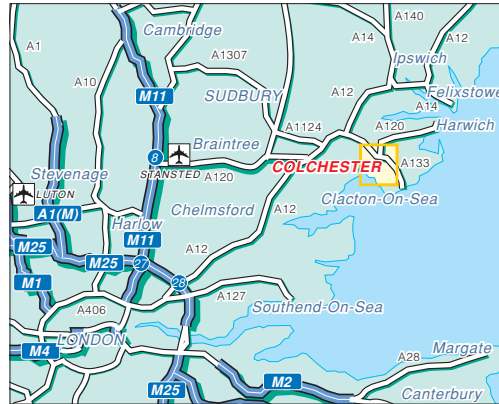 A140
A1
Cambridge
A14
A12
A1307
Ipswich
A10
M11
SUDBURY
A12
Felixstowe
A14
A1124
A120
Harwich
Braintree
8
STANSTED
A120
COLCHESTER
A133
Stevenage
LUTON
Clacton-On-Sea
A1(M)
Chelmsford
A12
Harlow
M11
M25
A12
M25
27
M1
28
A127
A406
Southend-On-Sea
LONDON
M4
Margate
A28
M25
M2
Canterbury